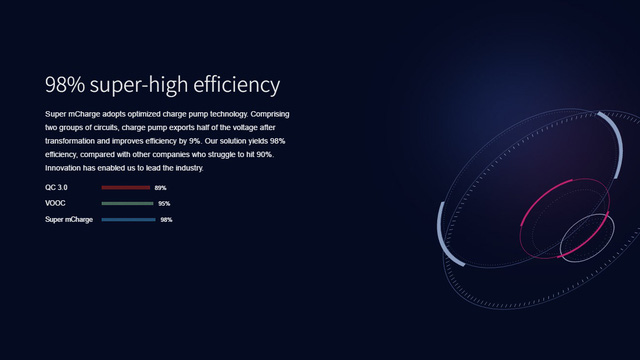 98% super-high efficiency
Super mCharge adopts optimized charge pump technology. Comprising
two groups of circuits, charge pump exports half of the voltage after
transformation and improves efficiency by 9%. Our solution yields 98%
efficiency, compared with other companies who struggle to hit 90%.
Innovation has enabled us to lead the industry.
QC 3.0 89%
VOOC 95%
Super mCharge 98%